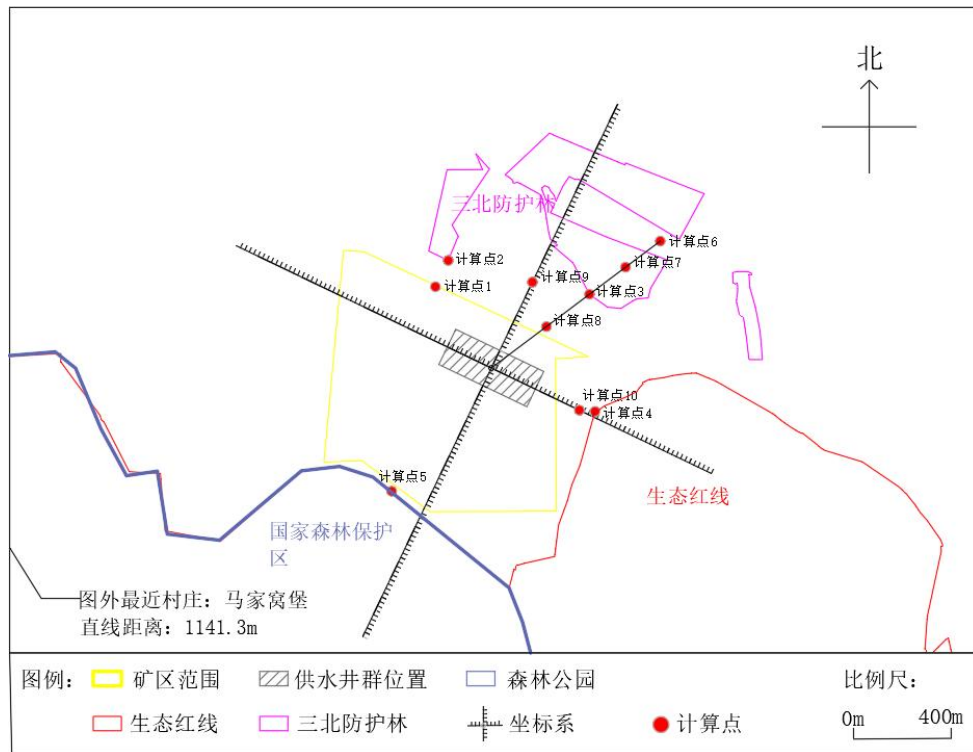 北
三北防护林
计算点6
计算点2
计算点7
计算点9
计算点1
计算点3
计算点8
计算点10
计算点4
计算点5
生态红线
国家森林保护
区
图外最近村庄：马家窝堡
直线距离：1141.3m
图例： 矿区范围 供水井群位置 森林公园 比例尺：
生态红线 三北防护林 坐标系 计算点 0m 400m